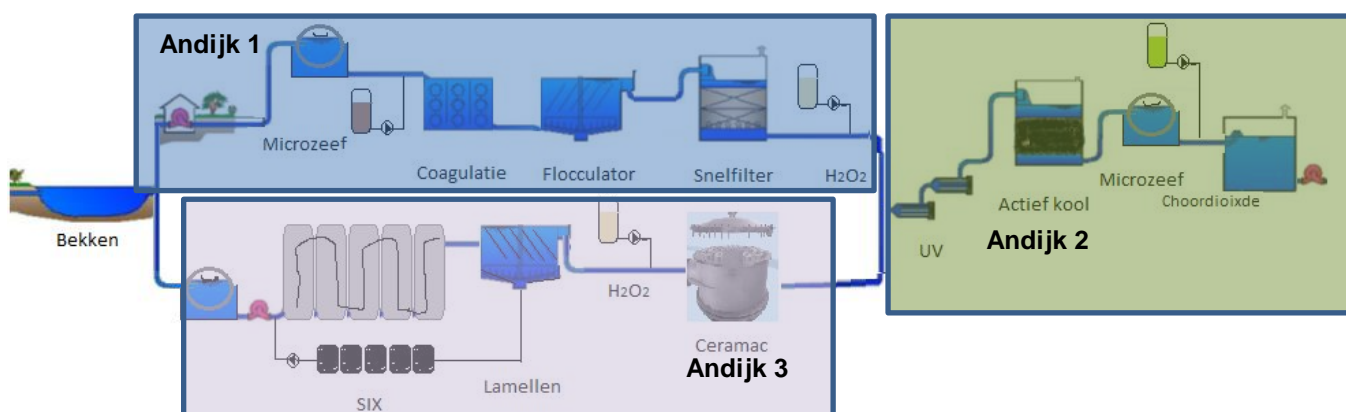 Andijk 1
Microzeef
Coagulatie
Flocculator
Snelfilter
H2O2
Bekken
SIX
Lamellen
H2O2
Ceramac
Andijk 3
UV
Actief kool
Microzeef
Choordioixde
Andijk 2